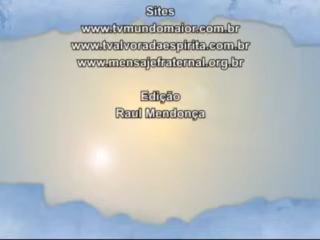 Sites
www.tvmundomaior.com.br
www.tvalvoradaespirita.com.br
www.mensajefraternal.org.br
Edição
Raul Mendonça